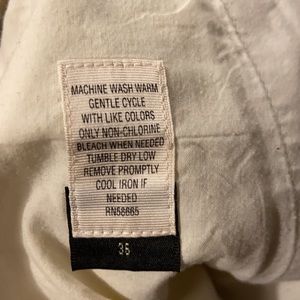 MACHINE WASH WARM
GENTLE CYCLE
WITH LIKE COLORS
ONLY NON-CHLORINE
BLEACH WHEN NEEDED
TUMBLE DRY LOW
REMOVE PROMPTLY
COOL IRON IF
NEEDED
RN58665
36